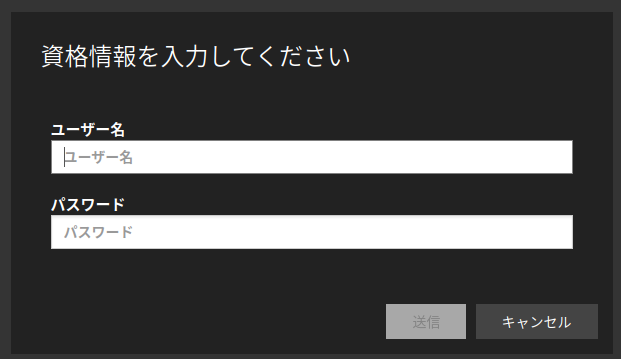 資格情報を入力してください
ユーザー名
ユーザー名
パスワード
パスワード
送信
キャンセル